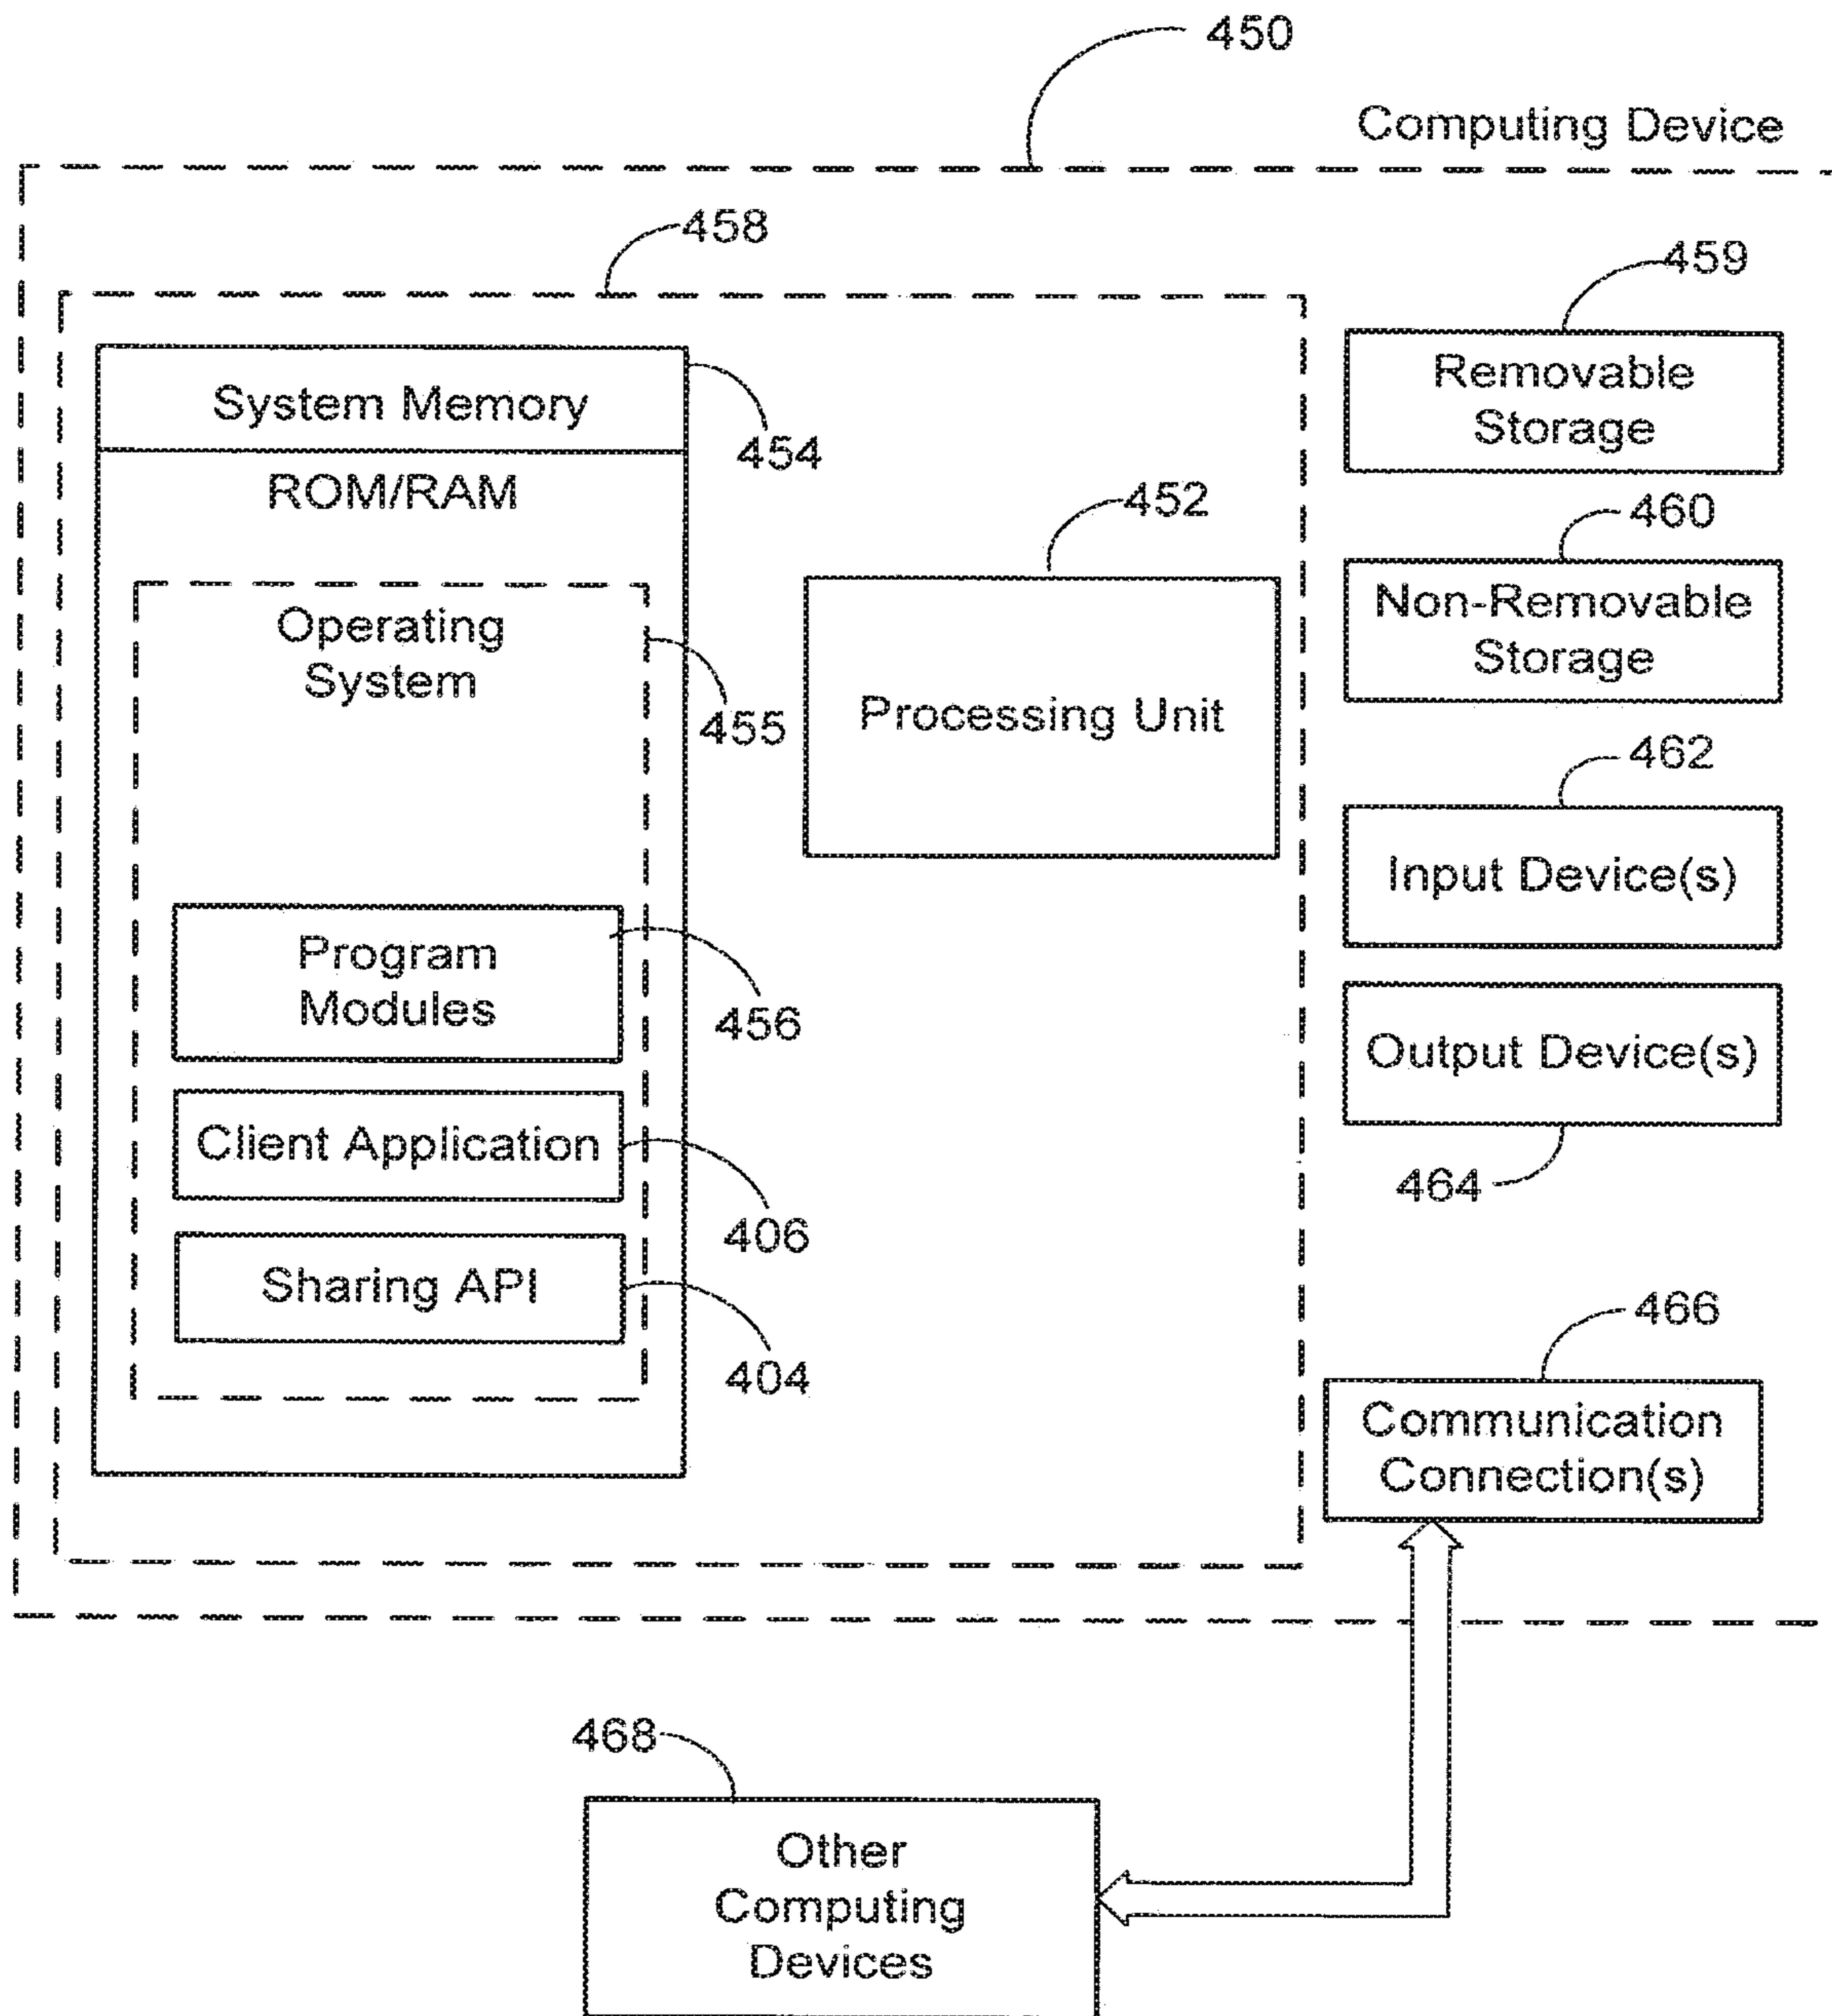 450
Computing Device
458
459
System Memory
454
ROM/RAM
Removable
Storage
452
460
Operating
System
455
Processing Unit
Non-Removable
Storage
462
Input Device(s)
Program
Modules
456
Output Device(s)
464
Client Application
406
Sharing API
404
466
Communication
Connection(s)
468
Other
Computing
Devices